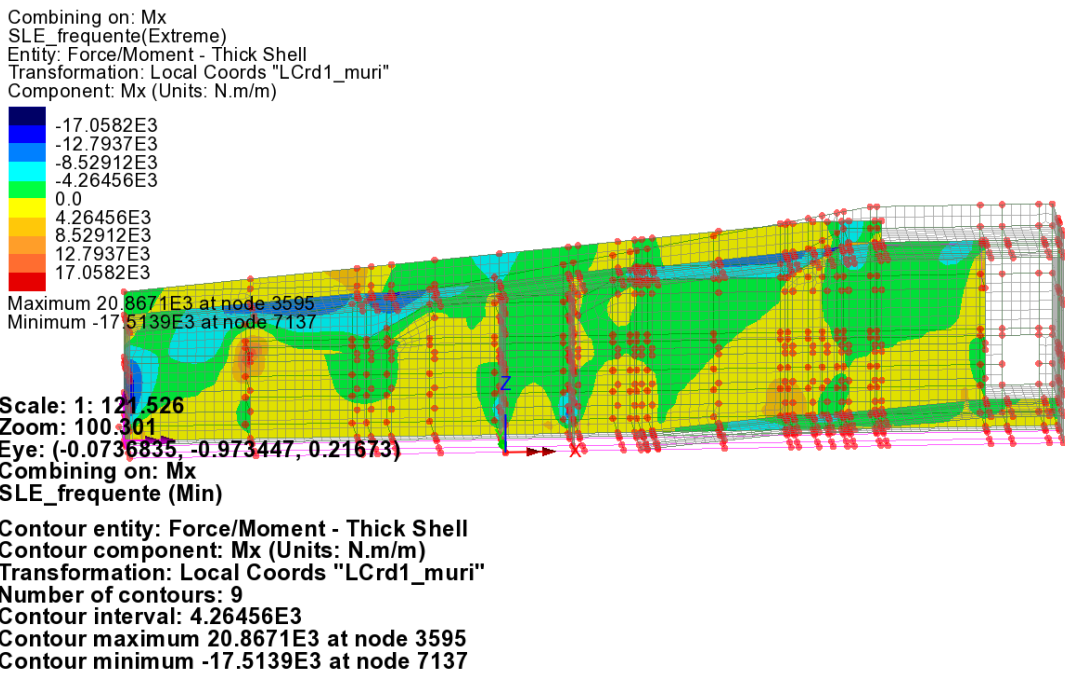 Combining on: Mx
SLE_frequente(Extreme)
Entity: Force/Moment - Thick Shell
Transformation: Local Coords "LCrd1_muri"
Component: Mx (Units: N.m/m)
-17.0582E3
-12.7937E3
-8.52912E3
-4.26456E3
0.0
4.26456E3
8.52912E3
12.7937E3
17.0582E3
Maximum 20.8671E3 at node 3595
Minimum -17.5139E3 at node 7137
Z
X
Scale: 1: 121.526
Zoom: 100.301
Eye: (-0.0736835, -0.973447, 0.21673)
Combining on: Mx
SLE_frequente (Min)
Contour entity: Force/Moment - Thick Shell
Contour component: Mx (Units: N.m/m)
Transformation: Local Coords "LCrd1_muri"
Number of contours: 9
Contour interval: 4.26456E3
Contour maximum 20.8671E3 at node 3595
Contour minimum -17.5139E3 at node 7137